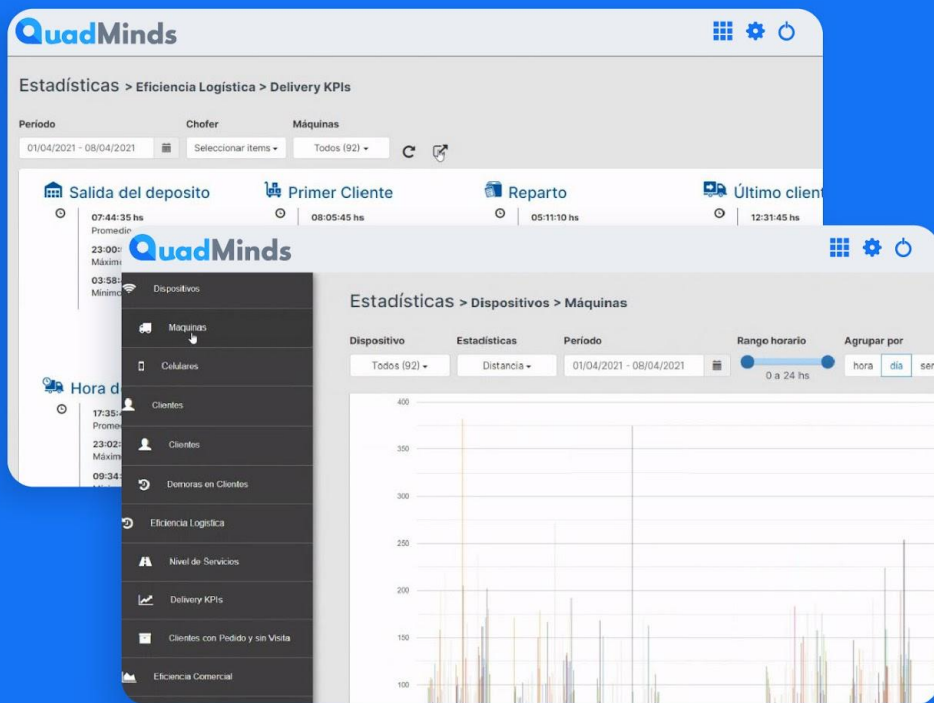 QuadMinds
Estadísticas > Eficiencia Logística > Delivery KPIs
Período Chofer Máquinas
01/04/2021 - 08/04/2021 Seleccionar items Todos (92)
Salida del deposito Primer Cliente Reparto Último client
07:44:35 hs 08:05:45 hs 05:11:10 hs 12:31:45 hs
Promedio
23:00:
Máxim
03:58:
Mínimo
Hora d
17:35:
Prome
23:02:
Máxim
09:34:
QuadMinds
Dispositivos
Maquinas
Celulares
Clientes
Clientes
Demoras en Clientes
Eficiencia Logistica
Nivel de Servicios
Delivery KPIs
Clientes con Pedido y sin Visita
Eficiencia Comercial
Estadísticas > Dispositivos > Máquinas
Dispositivo Estadísticas Período Rango horario Agrupar por
Todos (92) Distancia 01/04/2021 - 08/04/2021 0 a 24 hs hora día sem
400
350
300
250
200
150
100